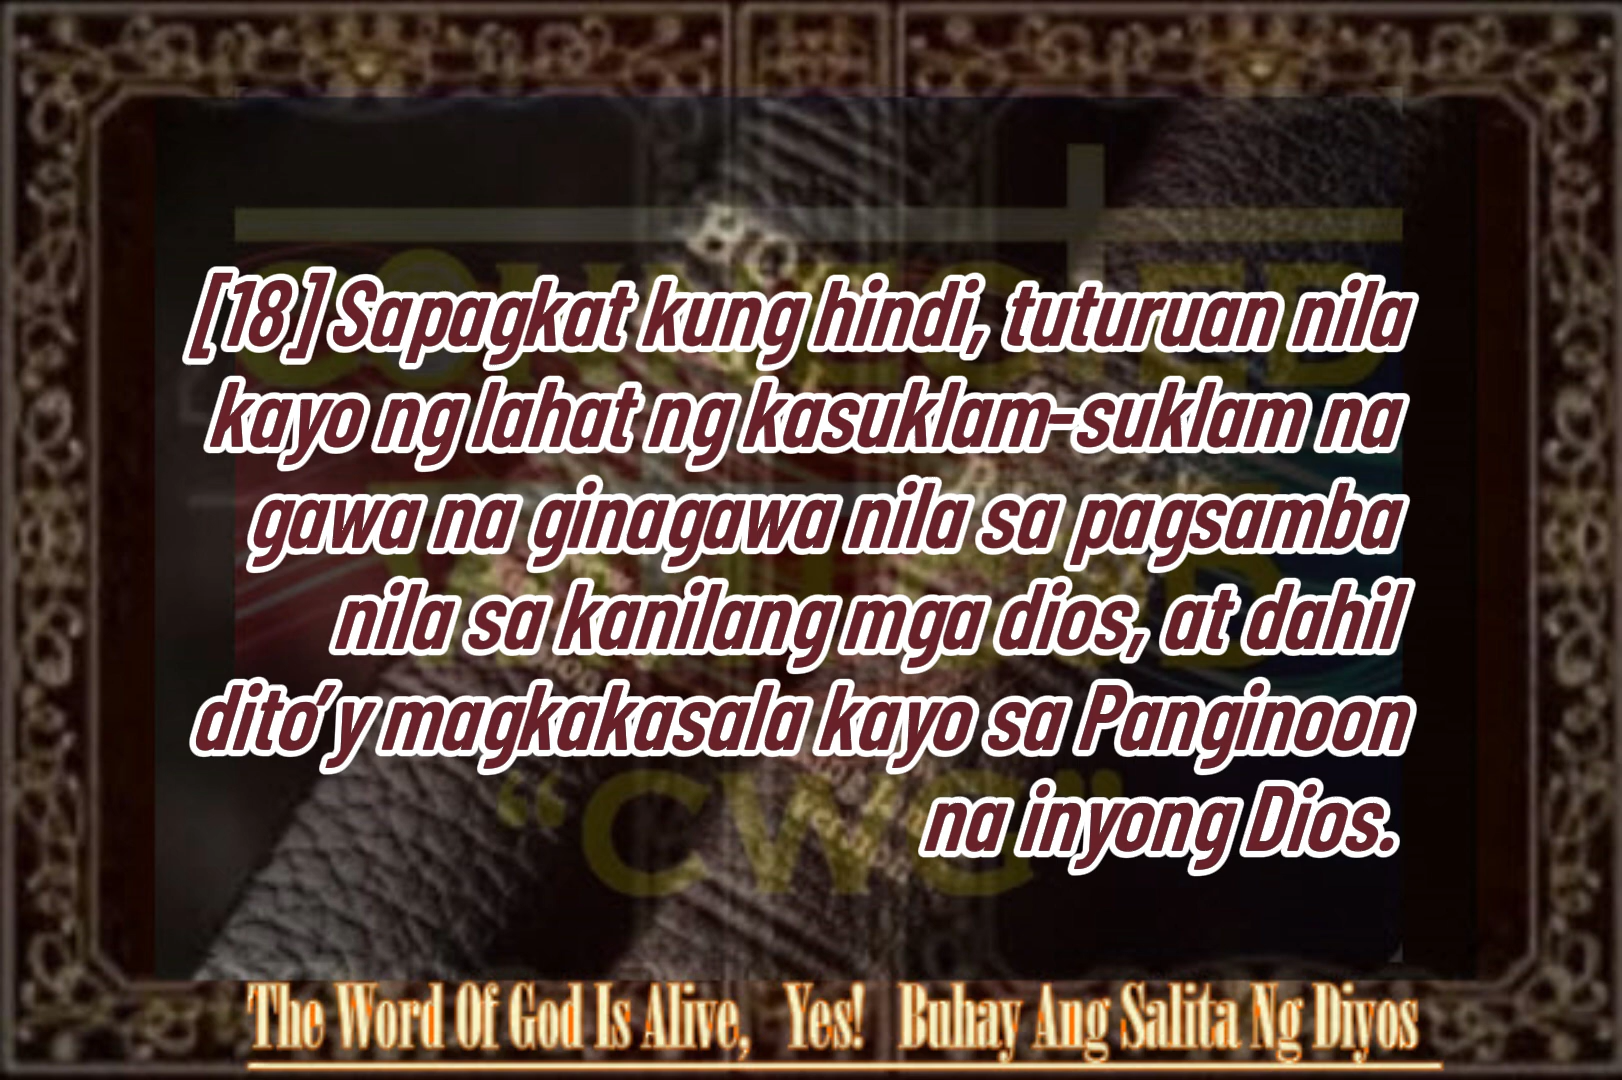 [18] Sapagkat kung hindi, tuturuan nila
kayo ng lahat ng kasuklam-suklam na
gawa na ginagawa nila sa pagsamba
nila sa kanilang mga dios, at dahil
dito'y magkakasala kayo sa Panginoon
na inyong Dios.
"CWG"
The Word Of God Is Alive, Yes! Buhay Ang Salita Ng Diyos